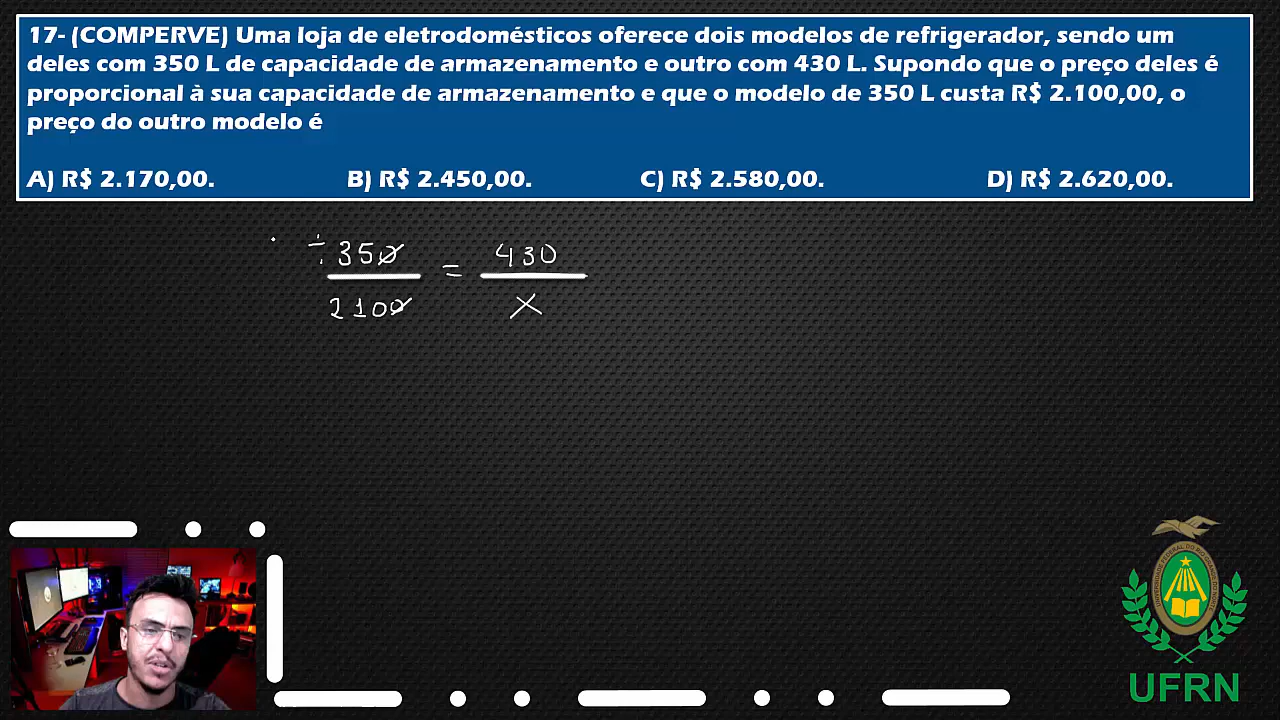 17- (COMPERVE) Uma loja de eletrodomésticos oferece dois modelos de refrigerador, sendo um
deles com 350 L de capacidade de armazenamento e outro com 430 L. Supondo que o preço deles é
proporcional à sua capacidade de armazenamento e que o modelo de 350 L custa R$ 2.100,00, o
preço do outro modelo é
A) R$ 2.170,00. B) R$ 2.450,00. C) R$ 2.580,00. D) R$ 2.620,00.
÷ 350 = 430
2100 X
UFRN